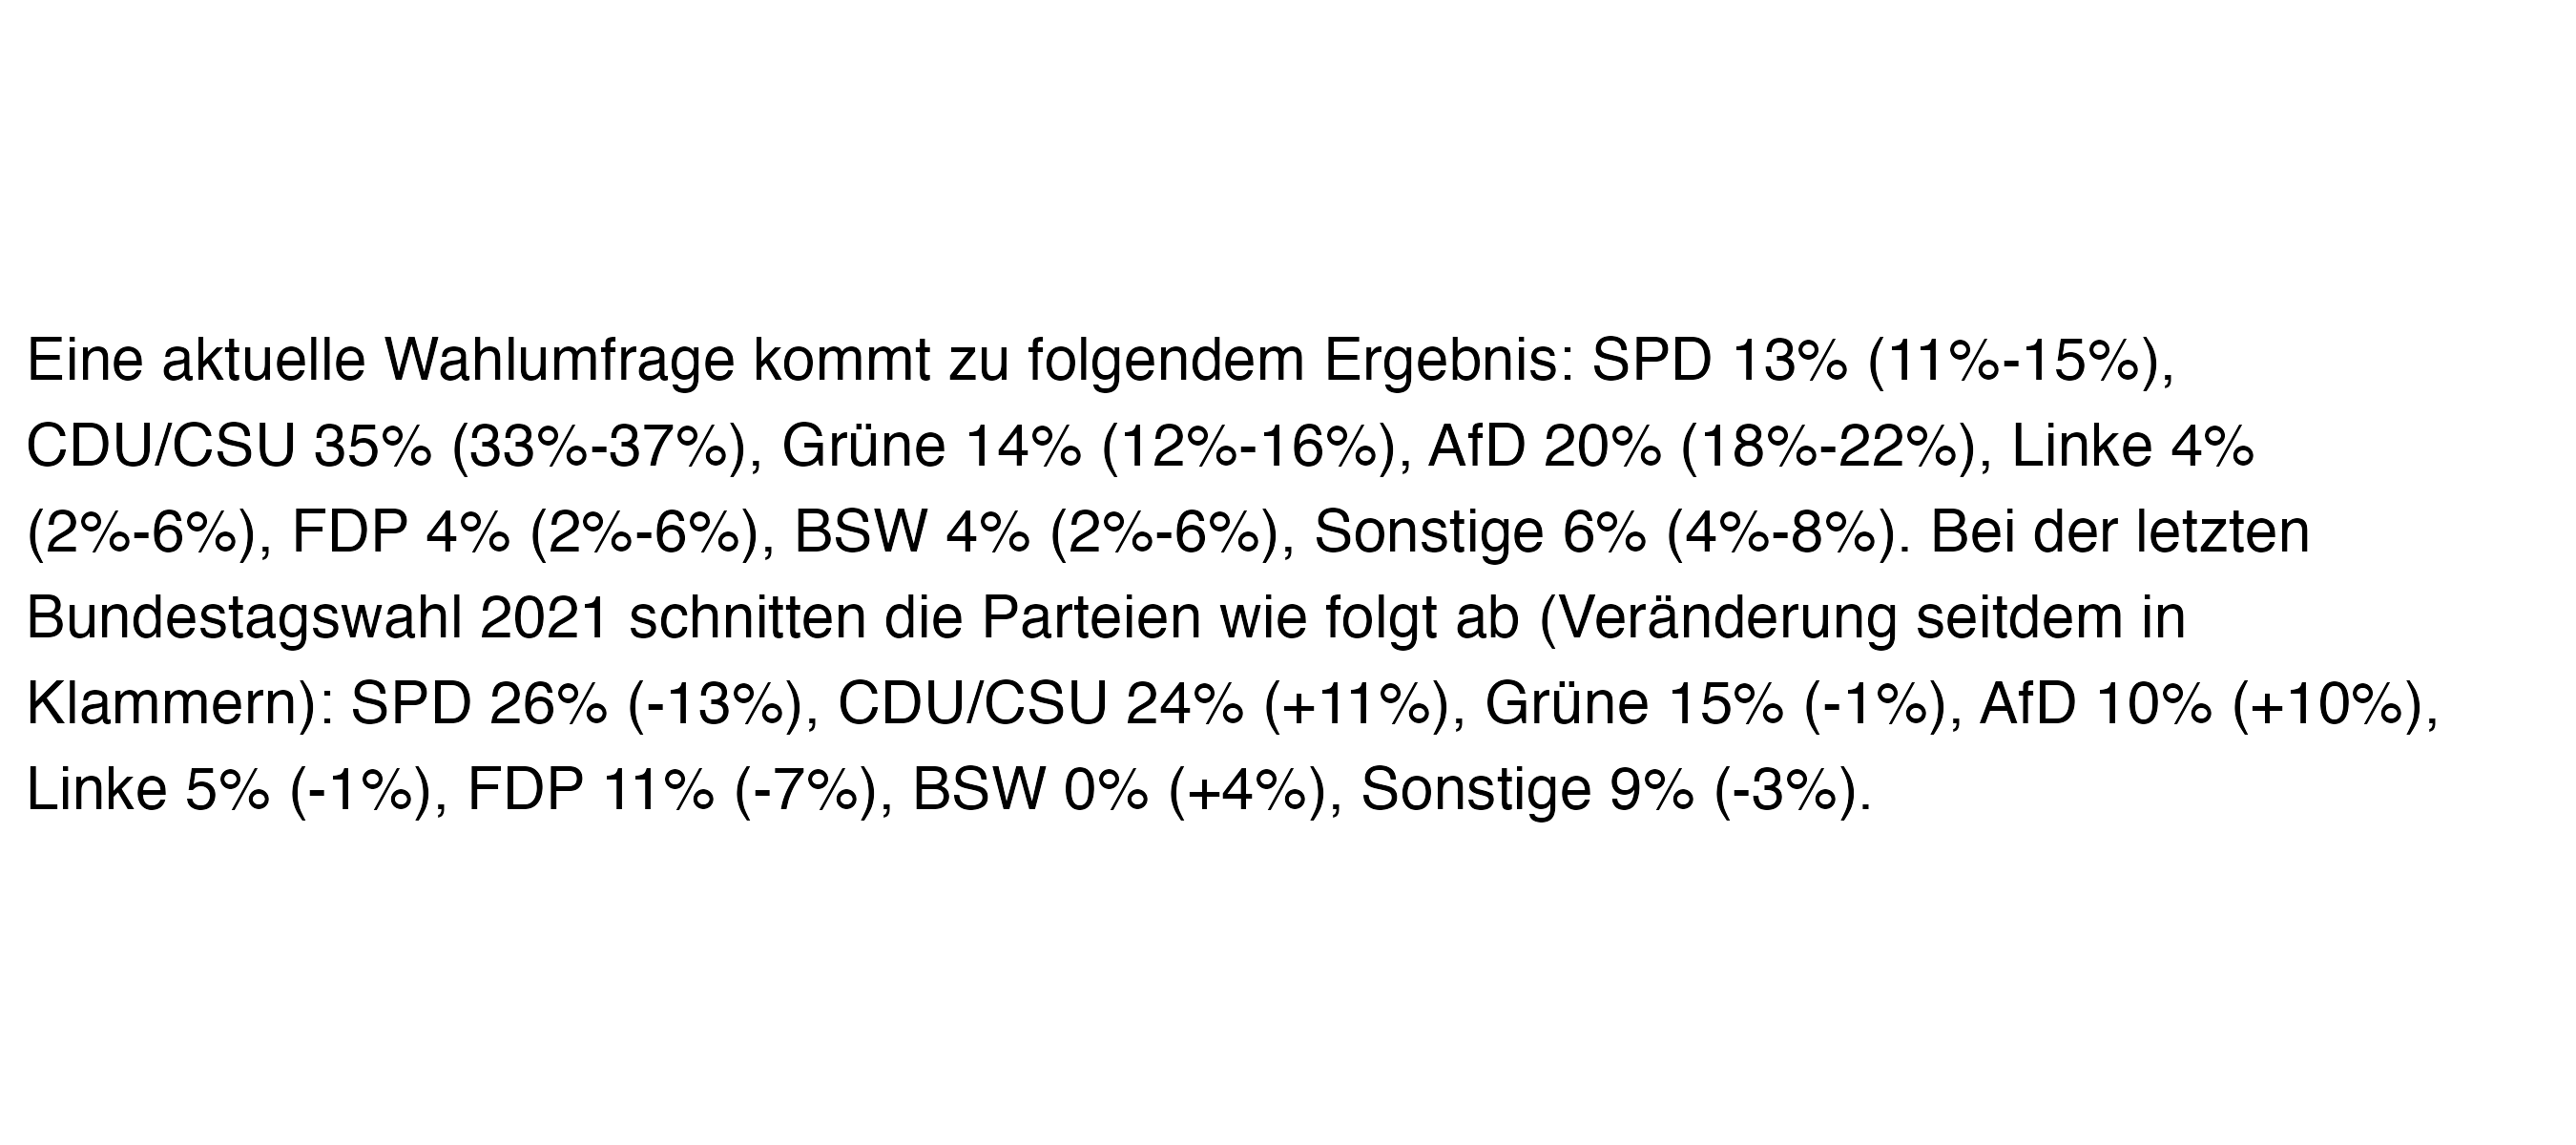 Eine aktuelle Wahlumfrage kommt zu folgendem Ergebnis: SPD 13% (11%-15%),
CDU/CSU 35% (33%-37%), Grüne 14% (12%-16%), AfD 20% (18%-22%), Linke 4%
(2%-6%), FDP 4% (2%-6%), BSW 4% (2%-6%), Sonstige 6% (4%-8%). Bei der letzten
Bundestagswahl 2021 schnitten die Parteien wie folgt ab (Veränderung seitdem in
Klammern): SPD 26% (-13%), CDU/CSU 24% (+11%), Grüne 15% (-1%), AfD 10% (+10%),
Linke 5% (-1%), FDP 11% (-7%), BSW 0% (+4%), Sonstige 9% (-3%).